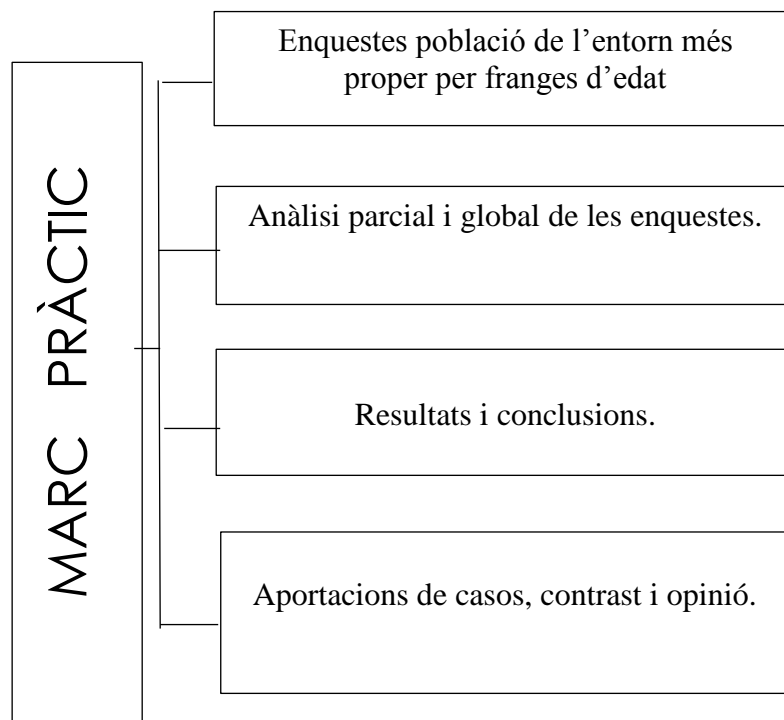 MARC PRÀCTIC
Enquestes població de l’entorn més
proper per franges d’edat
Anàlisi parcial i global de les enquestes.
Resultats i conclusions.
Aportacions de casos, contrast i opinió.